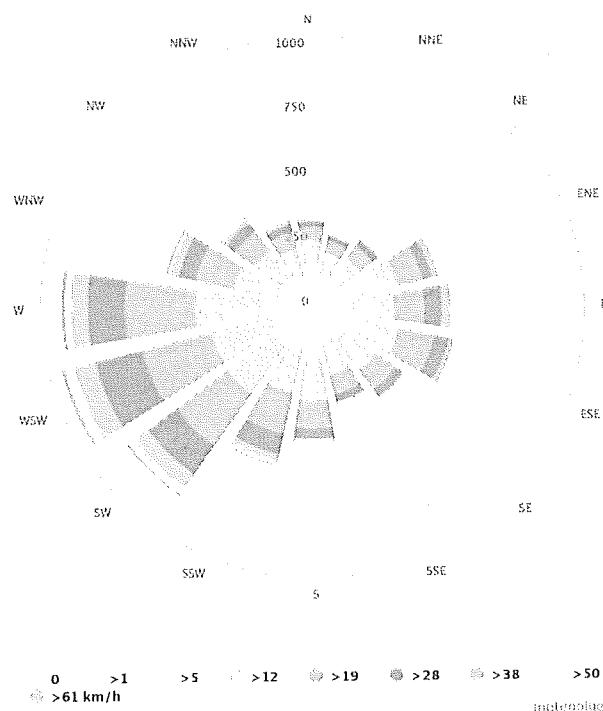 N
NNW 1000 NNE
NW 750 NE
500
WNW ENE
50
W 0
WSW ESE
SW SE
SSW SSE
S
0 >1 >5 >12 >19 >28 >38 >50
>61 km/h